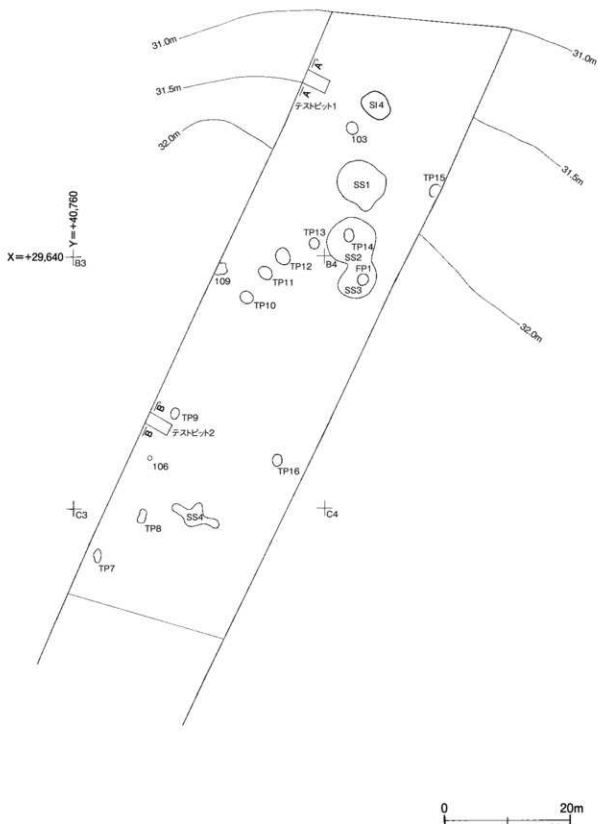 31.0m
31.0m
31.5m
A
A
テストピット1
SI4
103
32.0m
31.5m
SS1
TP15
Y=+40,760
X=+29,640
B3
TP13
TP14
B4
SS2
TP12
FP1
TP11
SS3
109
TP10
32.0m
B
B
TP9
テストピット2
106
TP16
C3
TP8
SS4
C4
TP7
0
20m